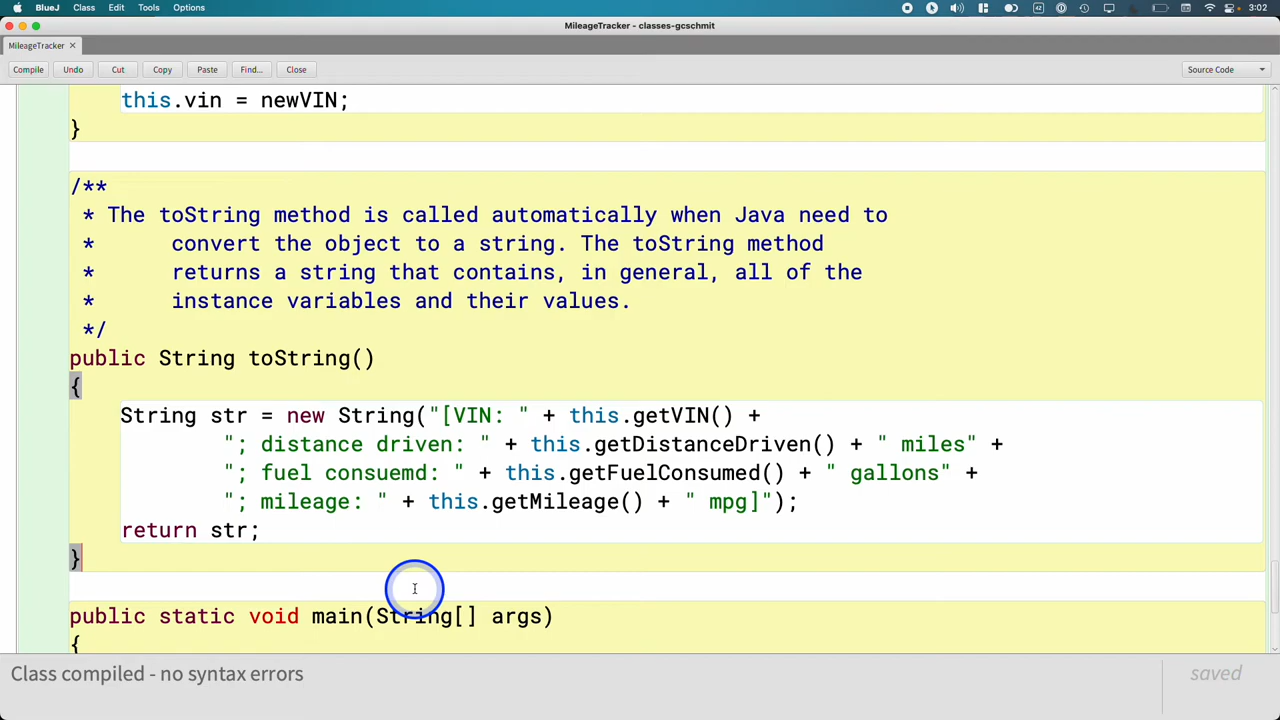 BlueJ Class Edit Tools Options 3:02
MileageTracker - classes-gcschmit
MileageTracker ×
Compile Undo Cut Copy Paste Find... Close Source Code
this.vin = newVIN;
}
/**
* The toString method is called automatically when Java need to
* convert the object to a string. The toString method
* returns a string that contains, in general, all of the
* instance variables and their values.
*/
public String toString()
{
String str = new String("[VIN: " + this.getVIN() +
"; distance driven: " + this.getDistanceDriven() + " miles" +
"; fuel consuemd: " + this.getFuelConsumed() + " gallons" +
"; mileage: " + this.getMileage() + " mpg]");
return str;
}
public static void main(String[] args)
{
Class compiled - no syntax errors
saved